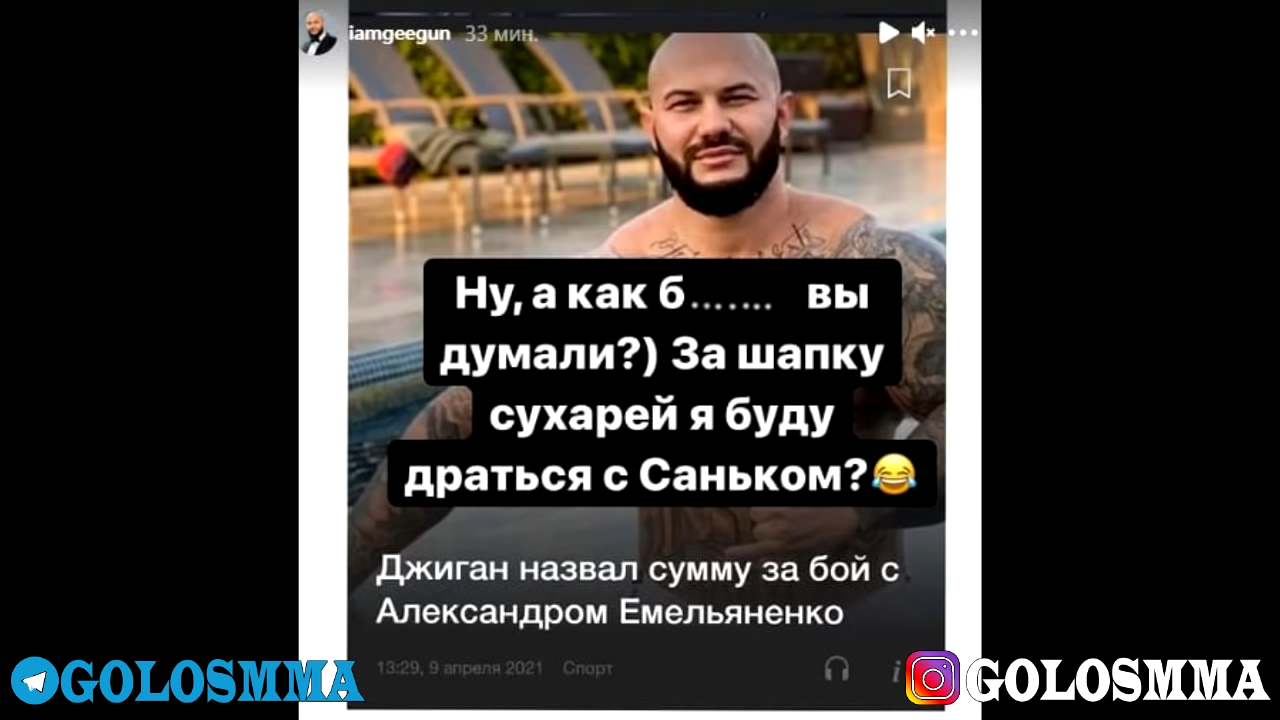 iamgeegun 33 мин.
Ну, а как б....... вы
думали?) За шапку
сухарей я буду
драться с Саньком?😂
Джиган назвал сумму за бой с
Александром Емельяненко
13:29, 9 апреля 2021 Спорт
GOLOSMMA
GOLOSMMA